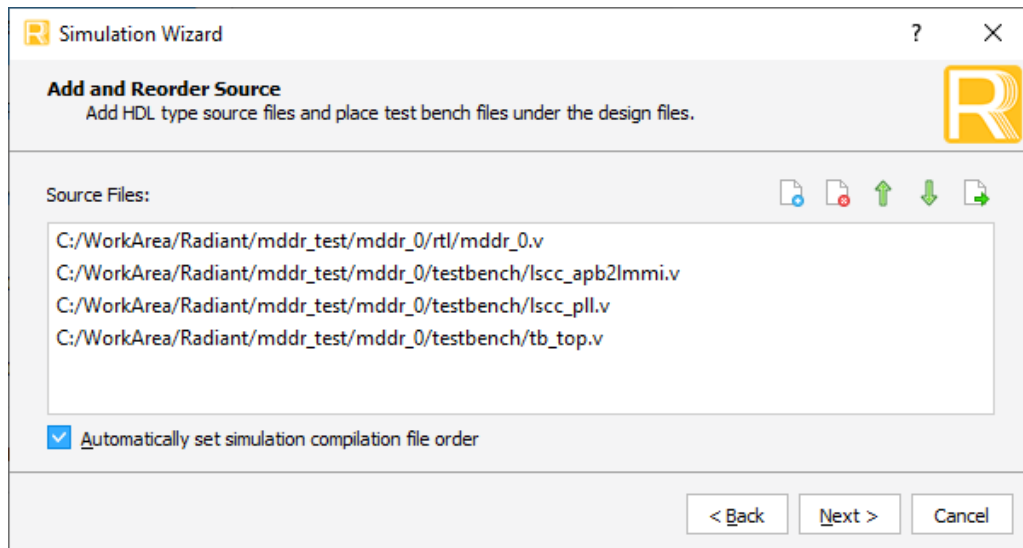 Simulation Wizard
Add and Reorder Source
Add HDL type source files and place test bench files under the design files.
Source Files:
C:/WorkArea/Radiant/mddr_test/mddr_0/rtl/mddr_0.v
C:/WorkArea/Radiant/mddr_test/mddr_0/testbench/lscc_apb2lmmi.v
C:/WorkArea/Radiant/mddr_test/mddr_0/testbench/lscc_pll.v
C:/WorkArea/Radiant/mddr_test/mddr_0/testbench/tb_top.v
Automatically set simulation compilation file order
< Back Next > Cancel